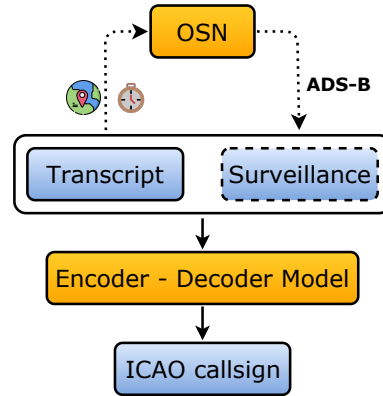 OSN
ADS-B
Transcript
Surveillance
Encoder - Decoder Model
ICAO callsign